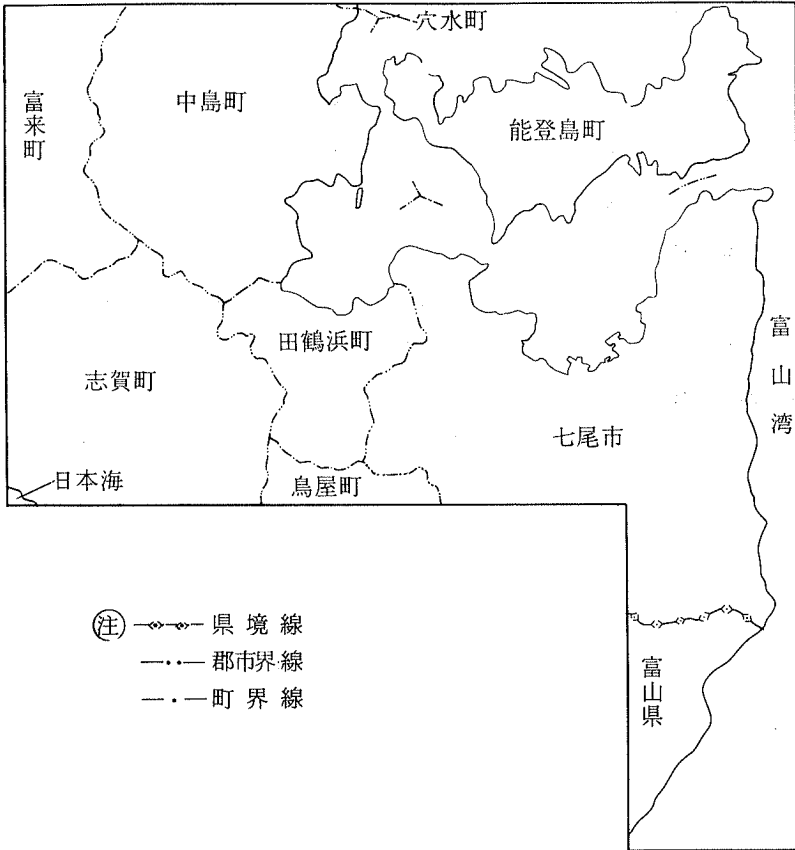 穴水町
富来町
中島町
能登島町
田鶴浜町
志賀町
富山湾
七尾市
日本海
鳥屋町
注 県境線
郡市界線
町界線
富山県